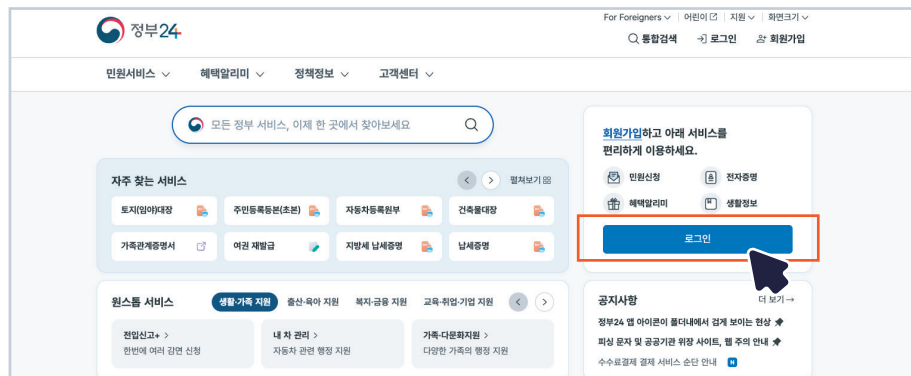 For Foreigners 어린이 지원 화면크기
정부24
통합검색 로그인 회원가입
민원서비스 혜택알리미 정책정보 고객센터
모든 정부 서비스, 이제 한 곳에서 찾아보세요
자주 찾는 서비스 < > 펼쳐보기
토지(임야)대장 주민등록등본(초본) 자동차등록원부 건축물대장
가족관계증명서 여권 재발급 지방세 납세증명 납세증명
회원가입하고 아래 서비스를
편리하게 이용하세요.
민원신청 전자증명
혜택알리미 생활정보
로그인
원스톱 서비스 생활·가족 지원 출산·육아 지원 복지·금융 지원 교육·취업·기업 지원 < >
전입신고+ > 내 차 관리 > 가족·다문화지원 >
한번에 여러 감면 신청 자동차 관련 행정 지원 다양한 가족의 행정 지원
공지사항 더 보기→
정부24 앱 아이콘이 폴더내에서 검게 보이는 현상
피싱 문자 및 공공기관 위장 사이트, 웹 주의 안내
수수료결제 결제 서비스 순단 안내 N